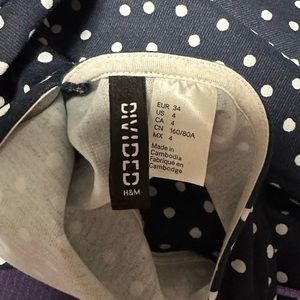 DIVIDED
H&M
EUR 34
US 4
CA 4
CN 160/80A
MX 4
Made in
Cambodia
Fabriqué en
Cambodge